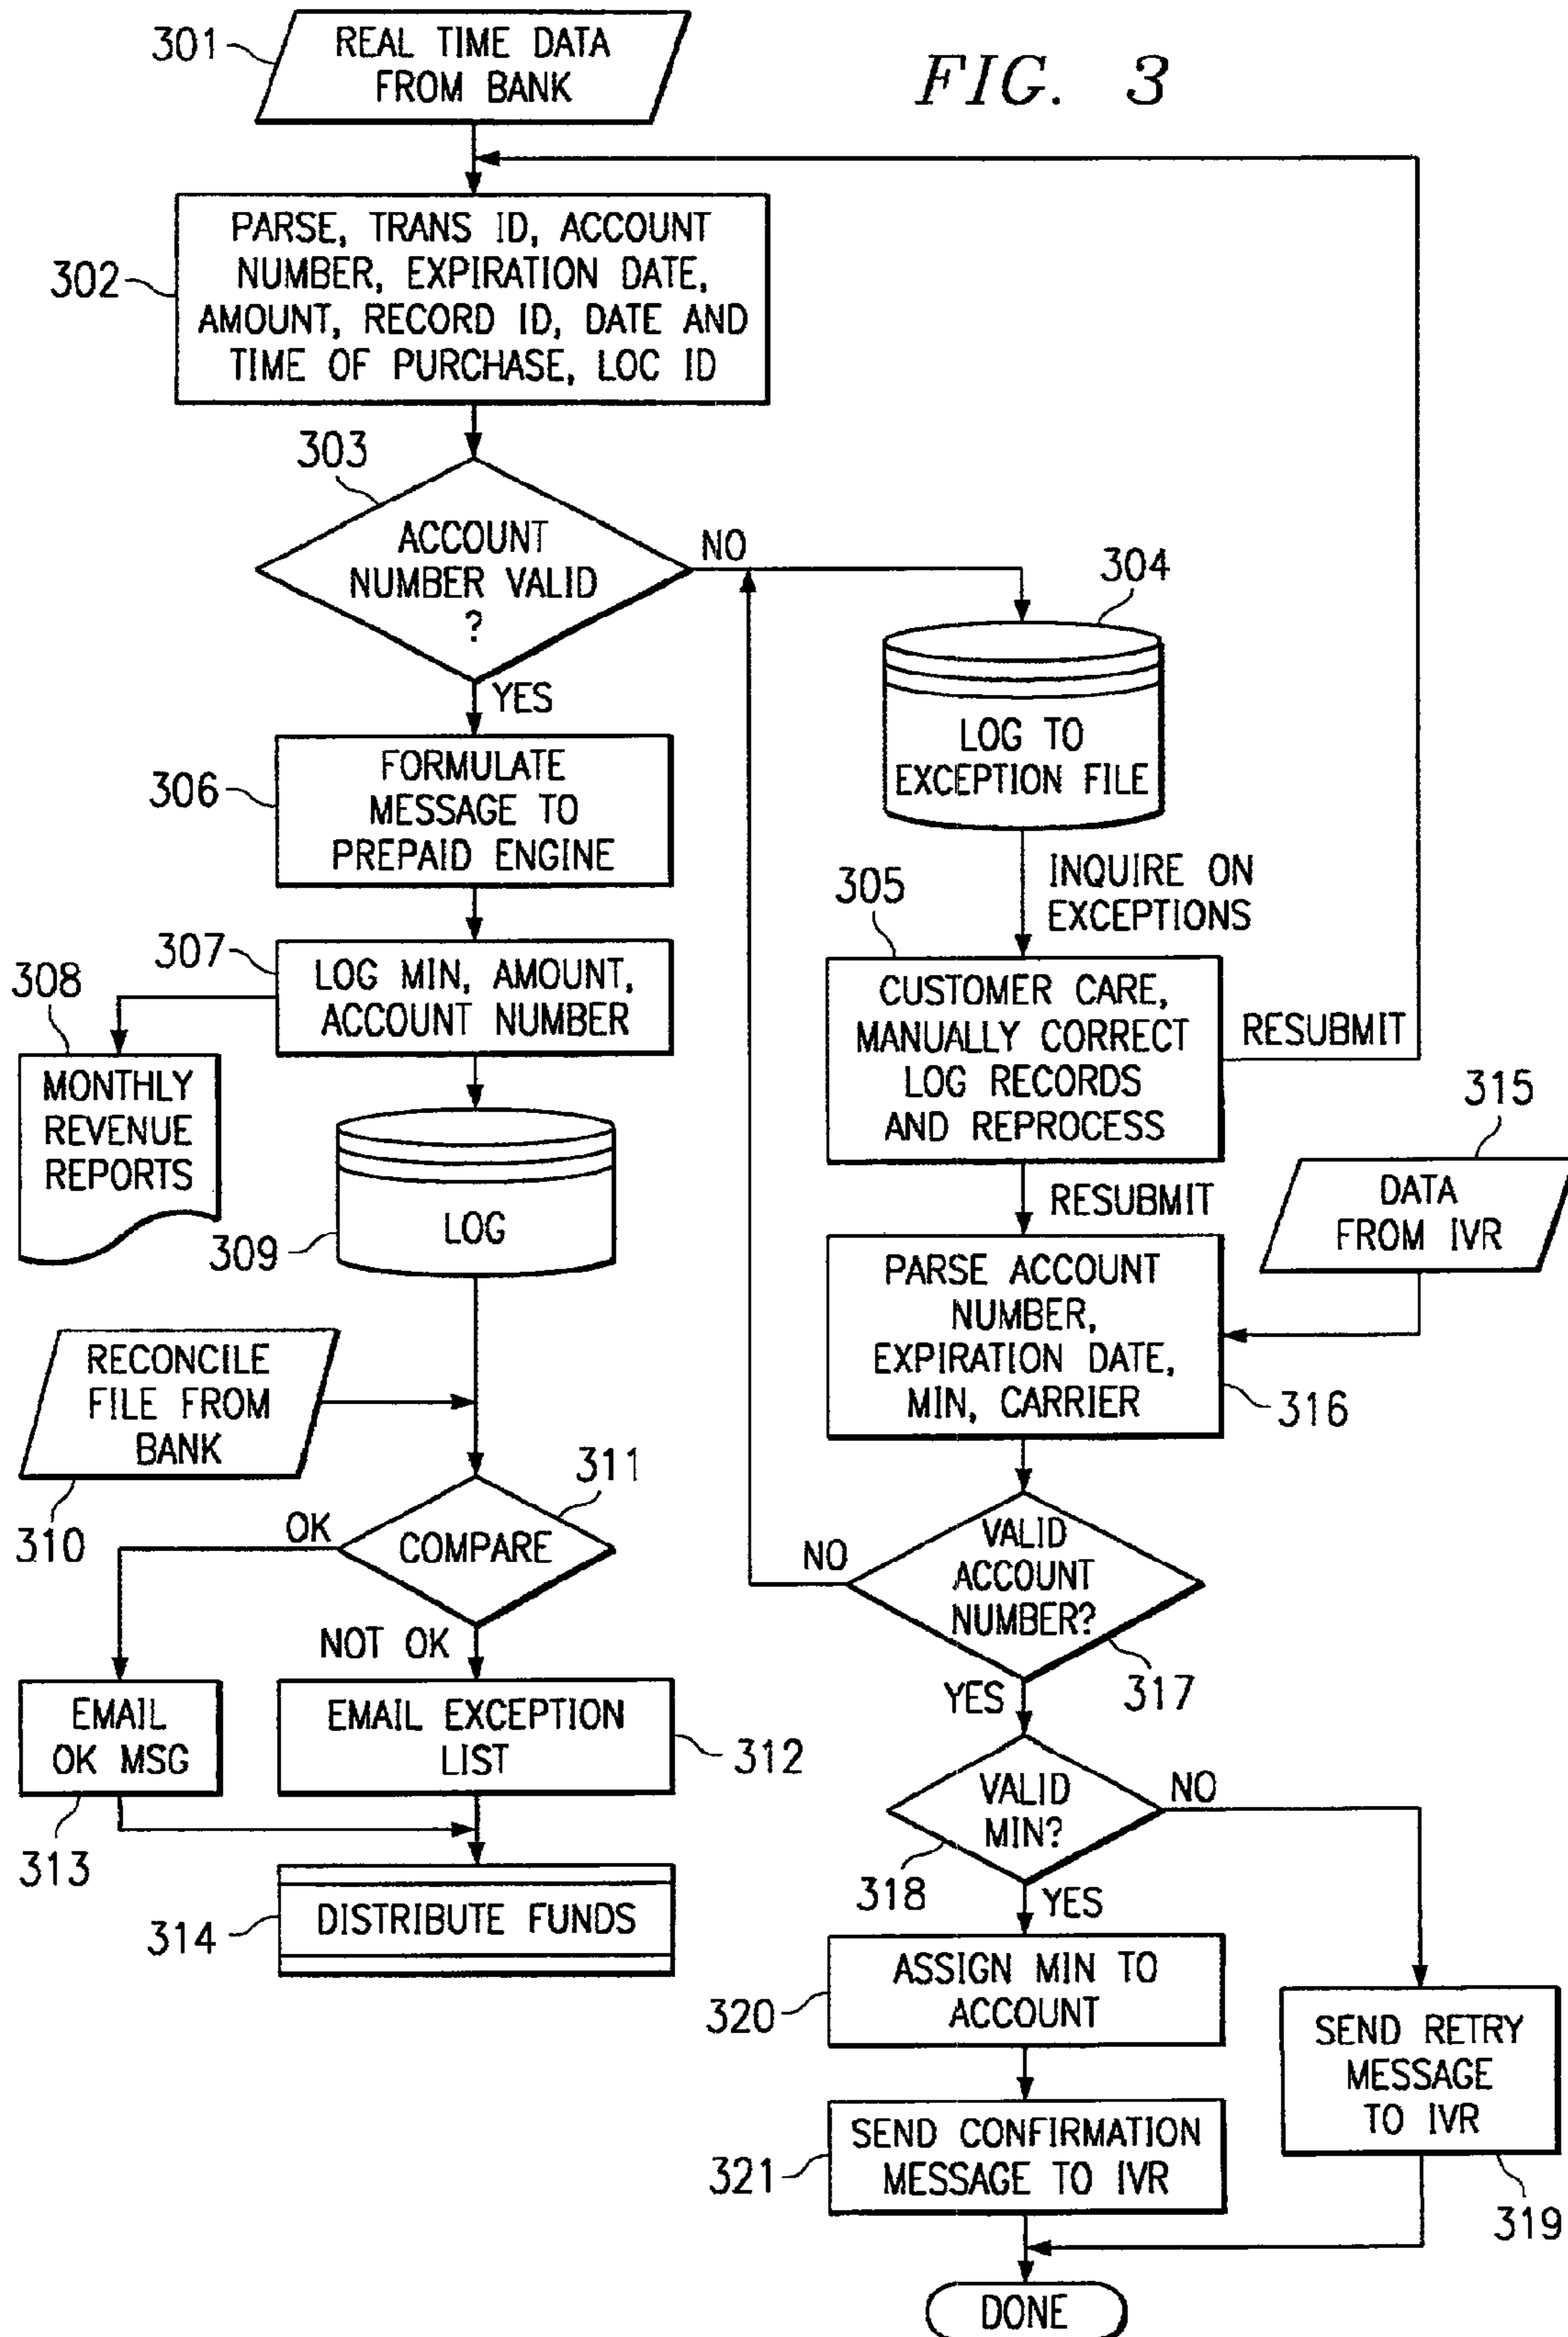 FIG. 3
301
REAL TIME DATA
FROM BANK
302
PARSE, TRANS ID, ACCOUNT
NUMBER, EXPIRATION DATE,
AMOUNT, RECORD ID, DATE AND
TIME OF PURCHASE, LOC ID
303
ACCOUNT
NUMBER VALID
?
NO
YES
304
LOG TO
EXCEPTION FILE
INQUIRE ON
EXCEPTIONS
305
CUSTOMER CARE,
MANUALLY CORRECT
LOG RECORDS
AND REPROCESS
RESUBMIT
RESUBMIT
306
FORMULATE
MESSAGE TO
PREPAID ENGINE
307
LOG MIN, AMOUNT,
ACCOUNT NUMBER
308
MONTHLY
REVENUE
REPORTS
309
LOG
RECONCILE
FILE FROM
BANK
310
311
COMPARE
OK
NOT OK
EMAIL
OK MSG
313
EMAIL EXCEPTION
LIST
312
314
DISTRIBUTE FUNDS
315
DATA
FROM IVR
PARSE ACCOUNT
NUMBER,
EXPIRATION DATE,
MIN, CARRIER
316
VALID
ACCOUNT
NUMBER?
NO
317
YES
VALID
MIN?
NO
318
YES
ASSIGN MIN TO
ACCOUNT
320
SEND RETRY
MESSAGE
TO IVR
319
SEND CONFIRMATION
MESSAGE TO IVR
321
DONE